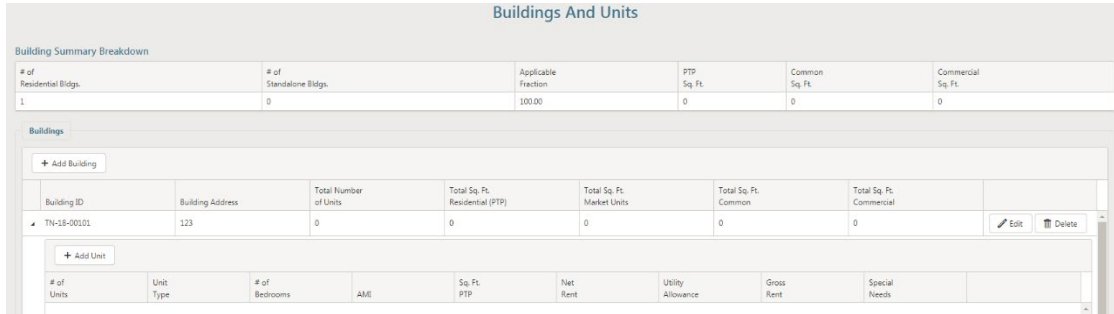 Buildings And Units
Building Summary Breakdown
# of # of Applicable PTP Common Commercial
Residential Bldgs. Standalone Bldgs. Fraction Sq. Ft. Sq. Ft. Sq. Ft.
1 0 100.00 0 0 0
Buildings
+ Add Building
Total Number Total Sq. Ft. Total Sq. Ft. Total Sq. Ft. Total Sq. Ft.
Building ID Building Address of Units Residential (PTP) Market Units Common Commercial
TN-18-00101 123 0 0 0 0 0 Edit Delete
+ Add Unit
# of Unit # of Sq. Ft. Net Utility Gross Special
Units Type Bedrooms AMI PTP Rent Allowance Rent Needs